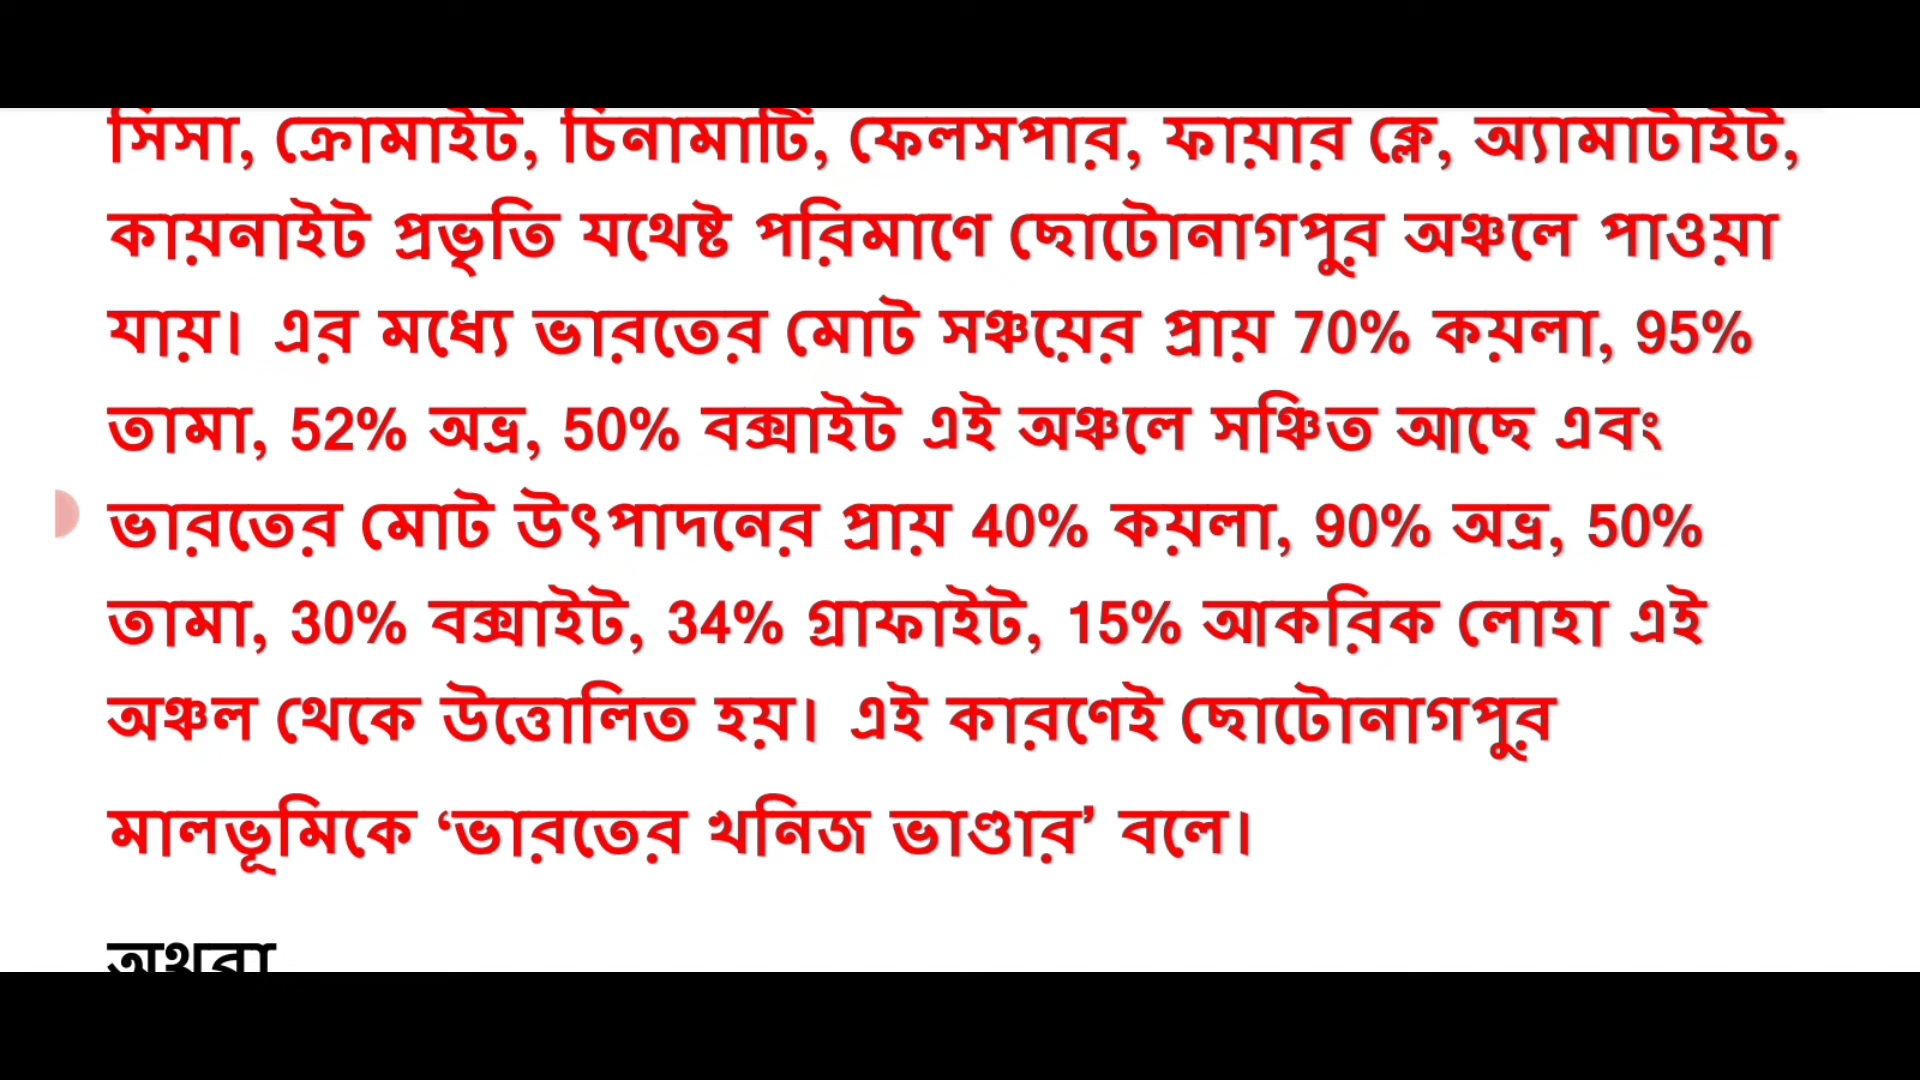 সিসা, ক্রোমাইট, চিনামাটি, ফেলসপার, ফায়ার ক্লে, অ্যামাটাইট,
কায়নাইট প্রভৃতি যথেষ্ট পরিমাণে ছোটোনাগপুর অঞ্চলে পাওয়া
যায়। এর মধ্যে ভারতের মোট সঞ্চয়ের প্রায় 70% কয়লা, 95%
তামা, 52% অভ্র, 50% বক্সাইট এই অঞ্চলে সঞ্চিত আছে এবং
ভারতের মোট উৎপাদনের প্রায় 40% কয়লা, 90% অভ্র, 50%
তামা, 30% বক্সাইট, 34% গ্রাফাইট, 15% আকরিক লোহা এই
অঞ্চল থেকে উত্তোলিত হয়। এই কারণেই ছোটোনাগপুর
মালভূমিকে ‘ভারতের খনিজ ভাণ্ডার’ বলে।
অথবা